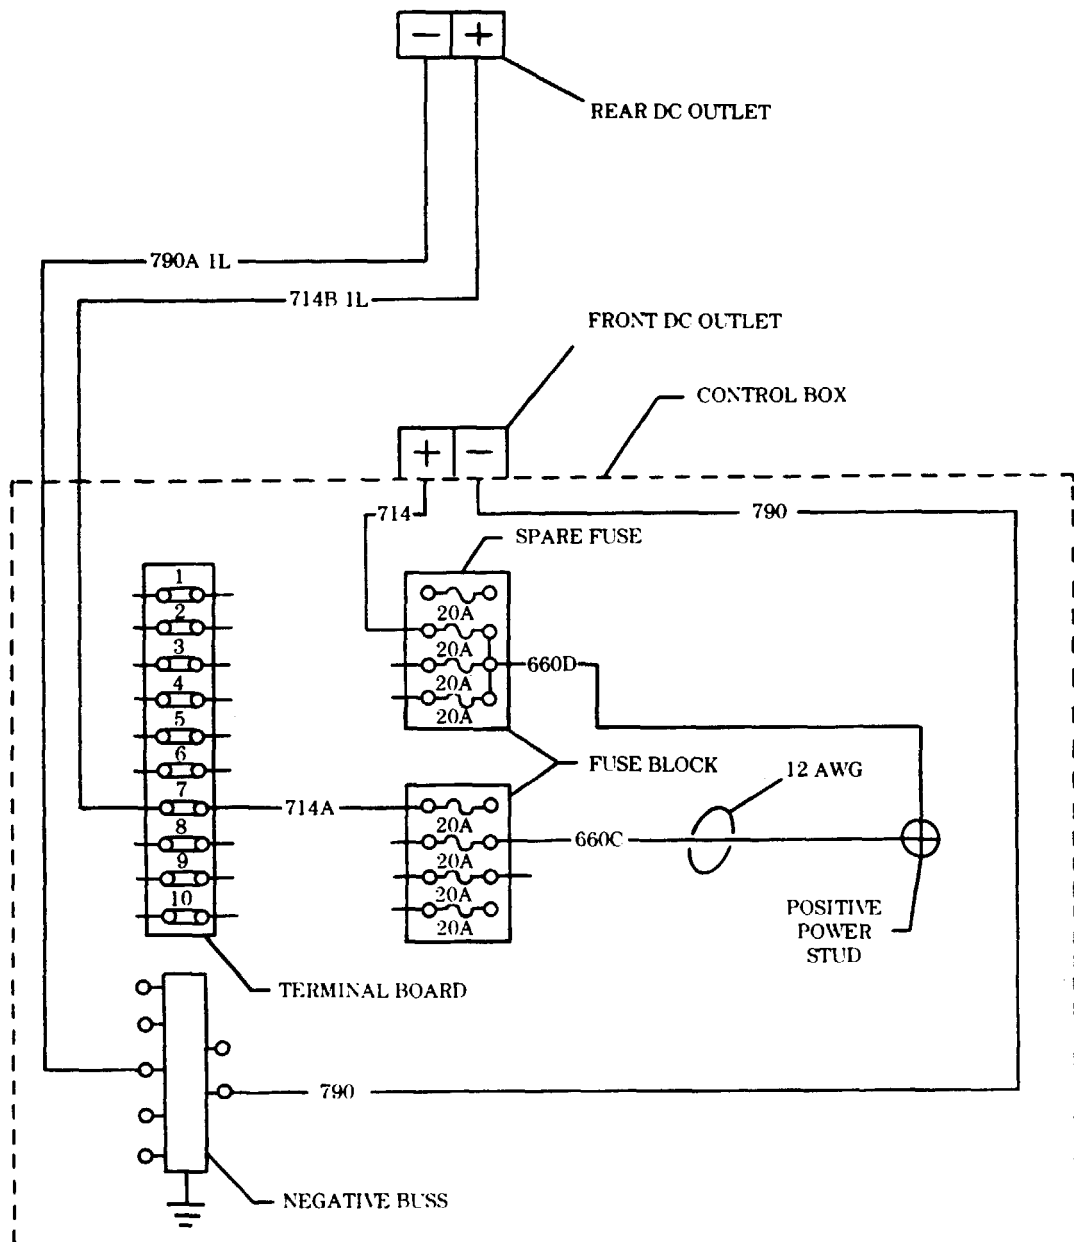 − +
REAR DC OUTLET
790A 1L
714B 1L
FRONT DC OUTLET
CONTROL BOX
+ −
714
790
SPARE FUSE
1
2
3
4
5
6
7
8
9
10
20A
20A
20A
20A
660D
FUSE BLOCK
12 AWG
714A
20A
20A
20A
20A
660C
POSITIVE
POWER
STUD
TERMINAL BOARD
790
NEGATIVE BUSS